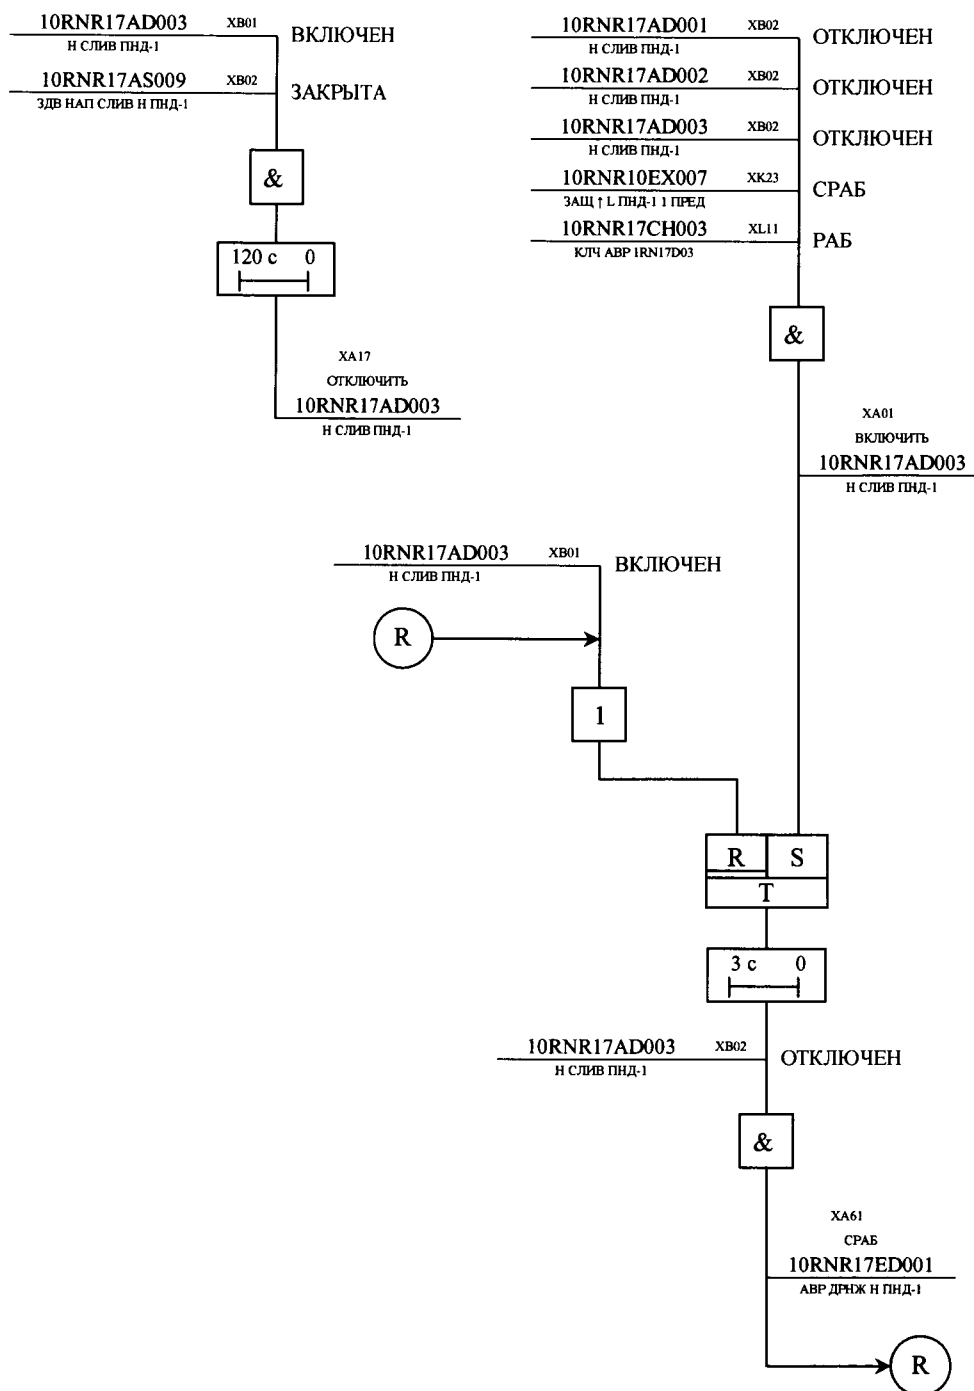 10RNR17AD003 XB01 ВКЛЮЧЕН
Н СЛИВ ПНД-1
10RNR17AS009 XB02 ЗАКРЫТА
ЗДВ НАП СЛИВ Н ПНД-1
&
120 с 0
XA17
ОТКЛЮЧИТЬ
10RNR17AD003
Н СЛИВ ПНД-1
10RNR17AD001 XB02 ОТКЛЮЧЕН
Н СЛИВ ПНД-1
10RNR17AD002 XB02 ОТКЛЮЧЕН
Н СЛИВ ПНД-1
10RNR17AD003 XB02 ОТКЛЮЧЕН
Н СЛИВ ПНД-1
10RNR10EX007 XK23 СРАБ
ЗАЩ ↑ L ПНД-1 1 ПРЕД
10RNR17CH003 XL11 РАБ
КЛЧ АВР 1RN17D03
&
XA01
ВКЛЮЧИТЬ
10RNR17AD003
Н СЛИВ ПНД-1
10RNR17AD003 XB01 ВКЛЮЧЕН
Н СЛИВ ПНД-1
R
1
R S
T
3 с 0
10RNR17AD003 XB02 ОТКЛЮЧЕН
Н СЛИВ ПНД-1
&
XA61
СРАБ
10RNR17ED001
АВР ДРНЖ Н ПНД-1
R